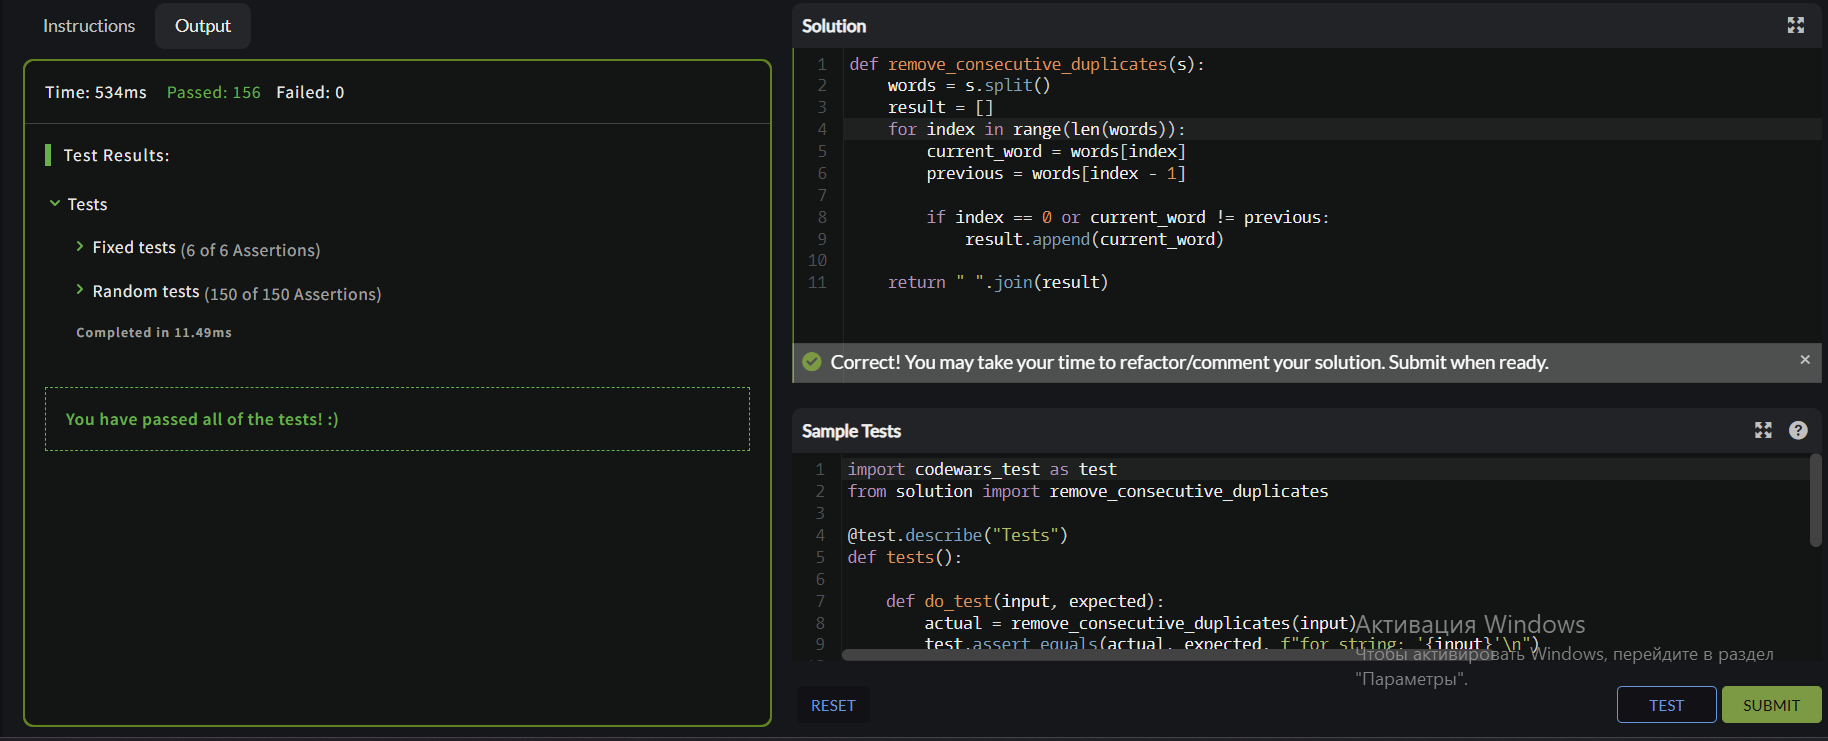 Instructions
Output
Time: 534ms Passed: 156 Failed: 0
Test Results:
Tests
Fixed tests (6 of 6 Assertions)
Random tests (150 of 150 Assertions)
Completed in 11.49ms
You have passed all of the tests! :)
Solution
1 def remove_consecutive_duplicates(s):
2     words = s.split()
3     result = []
4     for index in range(len(words)):
5         current_word = words[index]
6         previous = words[index - 1]
7
8         if index == 0 or current_word != previous:
9             result.append(current_word)
10
11     return " ".join(result)
Correct! You may take your time to refactor/comment your solution. Submit when ready. ×
Sample Tests ?
1 import codewars_test as test
2 from solution import remove_consecutive_duplicates
3
4 @test.describe("Tests")
5 def tests():
6
7     def do_test(input, expected):
8         actual = remove_consecutive_duplicates(input)
9         test.assert_equals(actual, expected, f"for string: '{input}'\n")
Активация Windows
Чтобы активировать Windows, перейдите в раздел
"Параметры".
RESET
TEST
SUBMIT